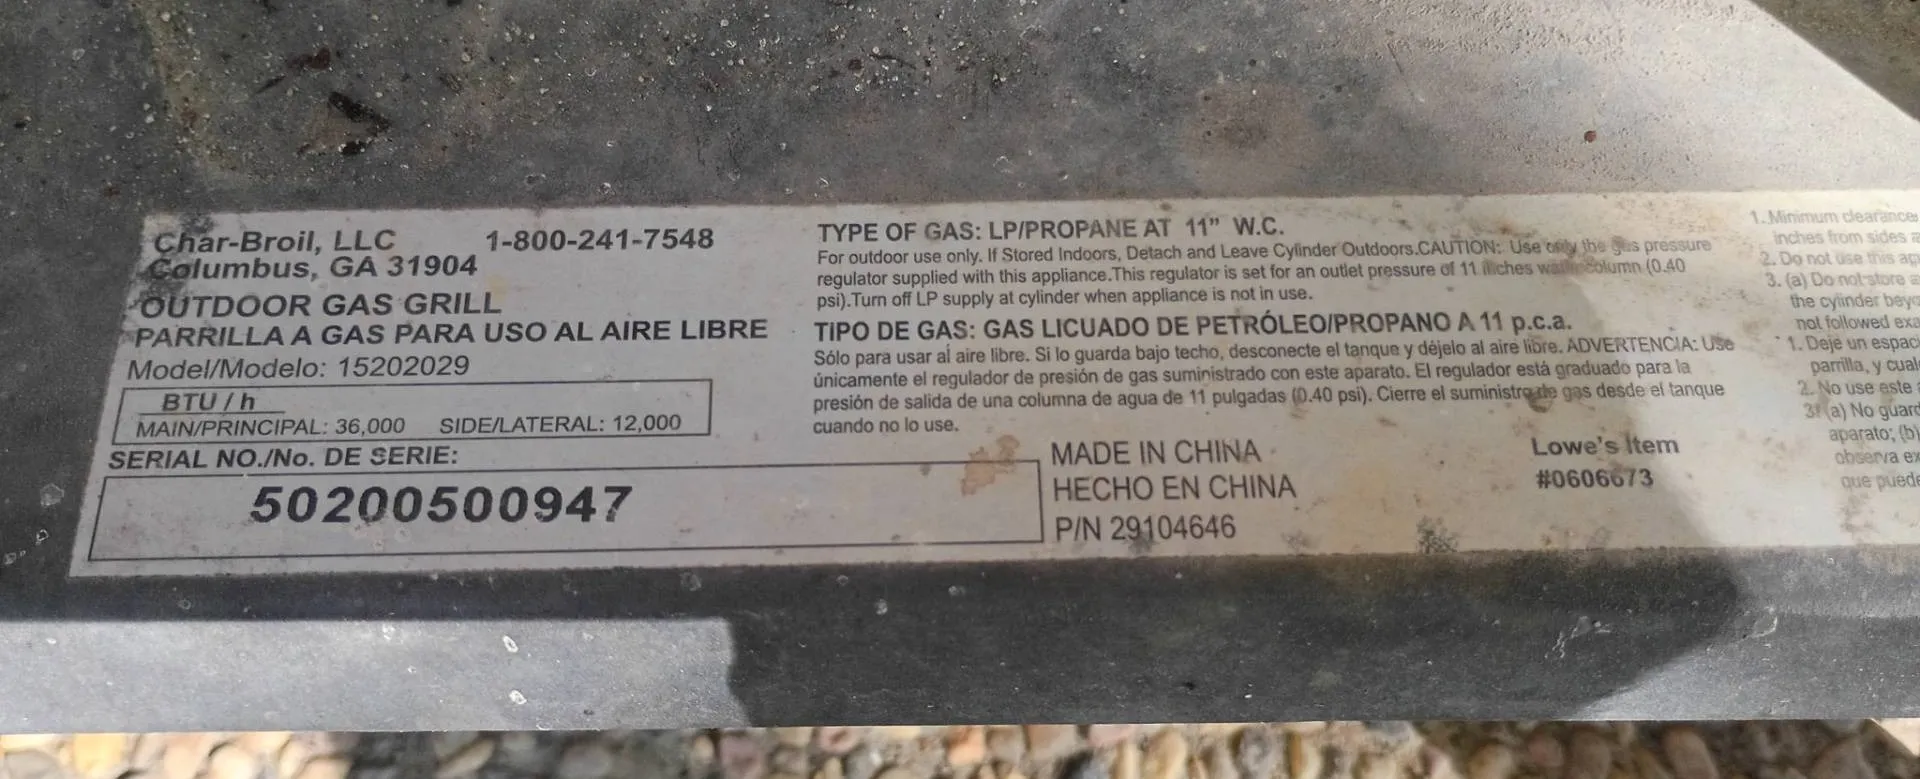 Char-Broil, LLC 1-800-241-7548
Columbus, GA 31904
OUTDOOR GAS GRILL
PARRILLA A GAS PARA USO AL AIRE LIBRE
Model/Modelo: 15202029
BTU / h
MAIN/PRINCIPAL: 36,000 SIDE/LATERAL: 12,000
SERIAL NO./No. DE SERIE:
50200500947
TYPE OF GAS: LP/PROPANE AT 11” W.C.
For outdoor use only. If Stored Indoors, Detach and Leave Cylinder Outdoors.CAUTION: Use only the gas pressure
regulator supplied with this appliance.This regulator is set for an outlet pressure of 11 inches water column (0.40
psi).Turn off LP supply at cylinder when appliance is not in use.
TIPO DE GAS: GAS LICUADO DE PETRÓLEO/PROPANO A 11 p.c.a.
Sólo para usar al aire libre. Si lo guarda bajo techo, desconecte el tanque y déjelo al aire libre. ADVERTENCIA: Use
únicamente el regulador de presión de gas suministrado con este aparato. El regulador está graduado para la
presión de salida de una columna de agua de 11 pulgadas (0.40 psi). Cierre el suministro de gas desde el tanque
cuando no lo use.
MADE IN CHINA
HECHO EN CHINA
P/N 29104646
Lowe's Item
#0606673
1. Minimum clearance
inches from sides
2. Do not use this
3. (a) Do not store
the cylinder
not followed
1. Deje un
parrilla, y
2. No use este
3. (a) No
aparato; (b)
observa
que